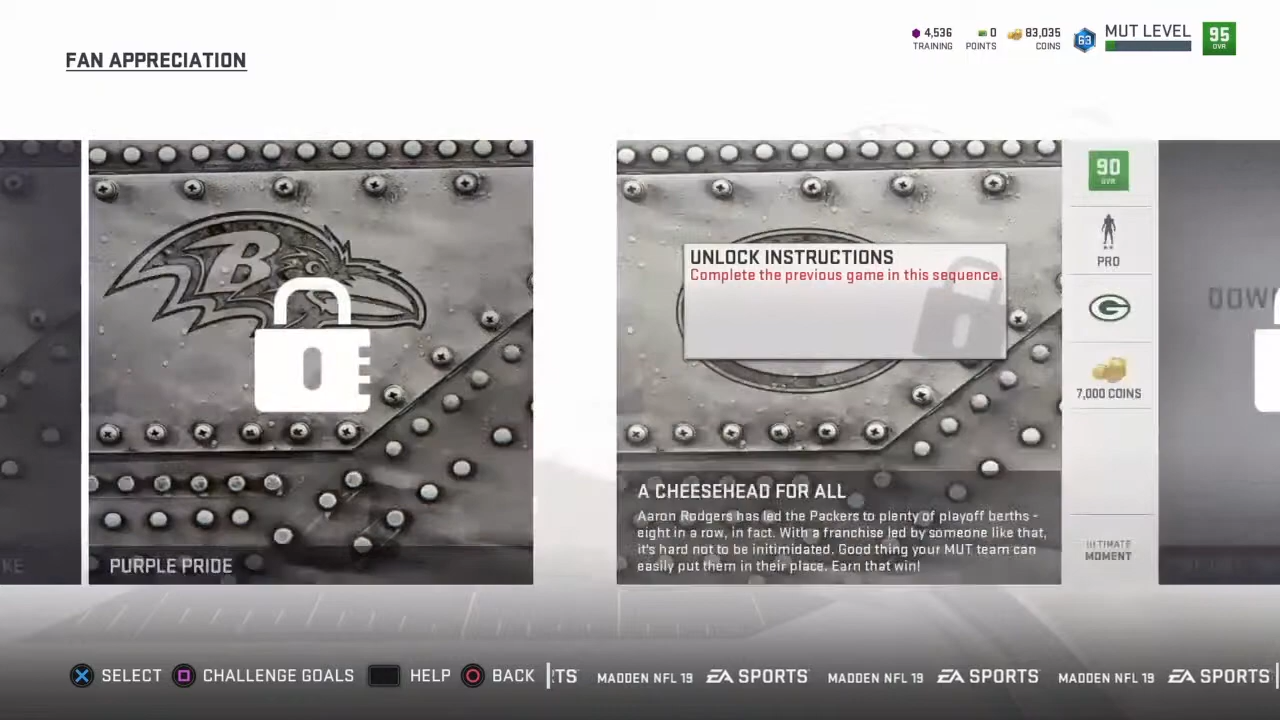 FAN APPRECIATION
4,536
TRAINING
0
POINTS
83,035
COINS
63
MUT LEVEL
95
OVR
B
90
OVR
UNLOCK INSTRUCTIONS
Complete the previous game in this sequence.
PRO
G
7,000 COINS
A CHEESEHEAD FOR ALL
Aaron Rodgers has led the Packers to plenty of playoff berths -
eight in a row, in fact. With a franchise led by someone like that,
it's hard not to be initimidated. Good thing your MUT team can
easily put them in their place. Earn that win!
ULTIMATE
MOMENT
KE
PURPLE PRIDE
SELECT
CHALLENGE GOALS
HELP
BACK
TS
MADDEN NFL 19
EA SPORTS
MADDEN NFL 19
EA SPORTS
MADDEN NFL 19
EA SPORTS